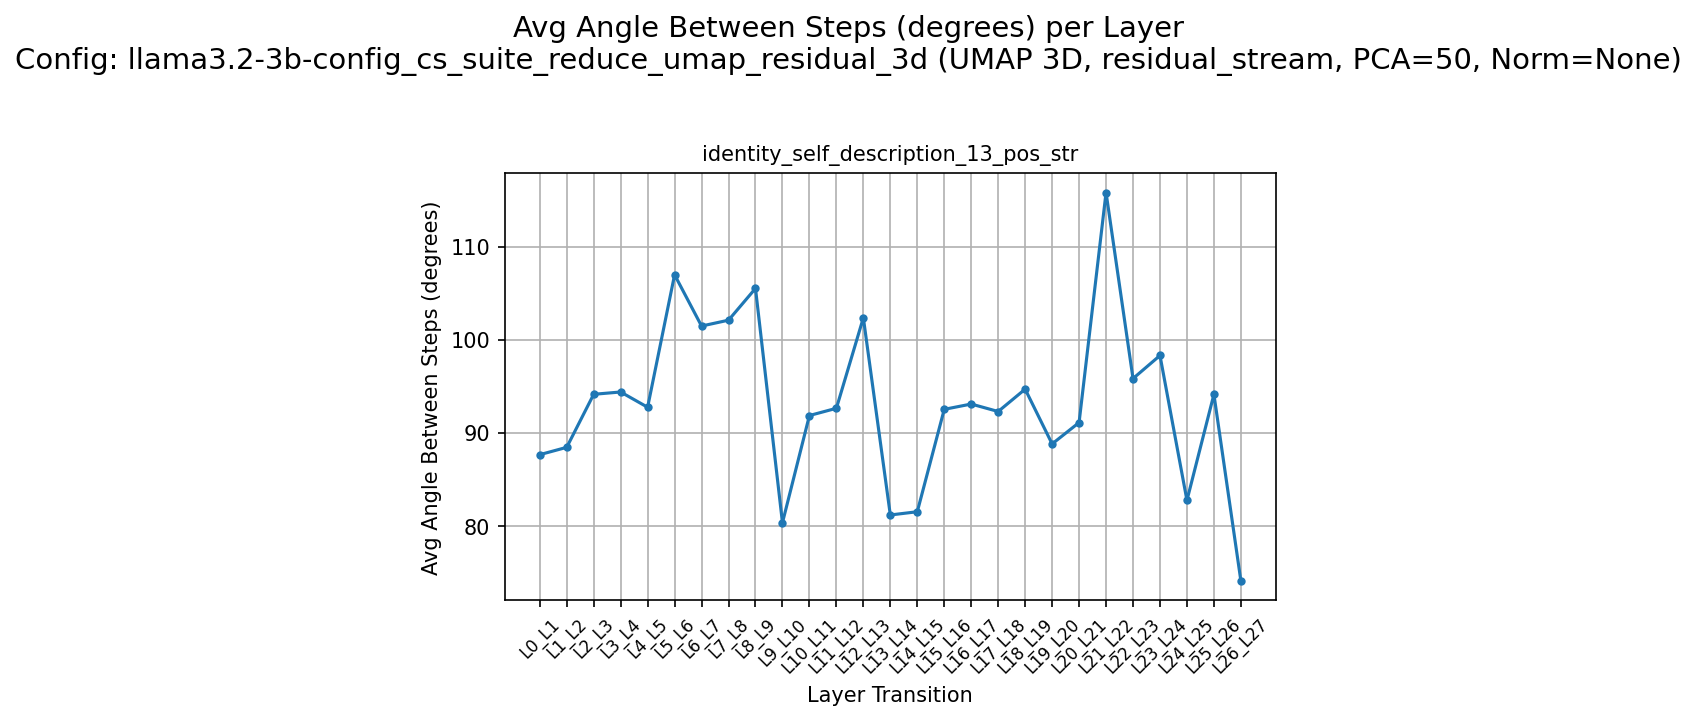 Avg Angle Between Steps (degrees) per Layer
Config: llama3.2-3b-config_cs_suite_reduce_umap_residual_3d (UMAP 3D, residual_stream, PCA=50, Norm=None)
identity_self_description_13_pos_str
Avg Angle Between Steps (degrees)
110
100
90
80
L0_L1
L1_L2
L2_L3
L3_L4
L4_L5
L5_L6
L6_L7
L7_L8
L8_L9
L9_L10
L10_L11
L11_L12
L12_L13
L13_L14
L14_L15
L15_L16
L16_L17
L17_L18
L18_L19
L19_L20
L20_L21
L21_L22
L22_L23
L23_L24
L24_L25
L25_L26
L26_L27
Layer Transition